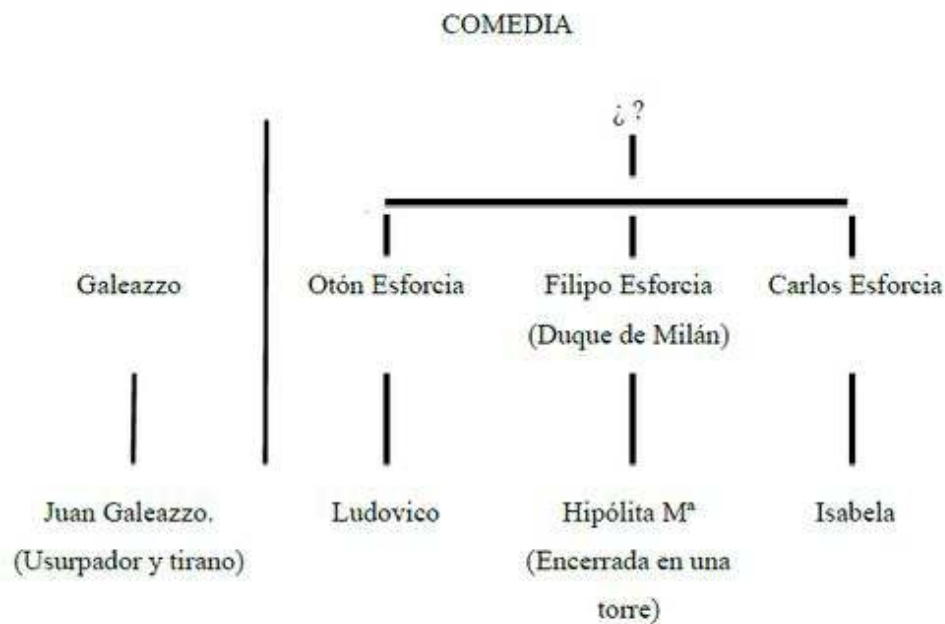 COMEDIA
¿ ?
Galeazzo
Otón Esforcia
Filipo Esforcia
(Duque de Milán)
Carlos Esforcia
Juan Galeazzo.
(Usurpador y tirano)
Ludovico
Hipólita Mª
(Encerrada en una
torre)
Isabela